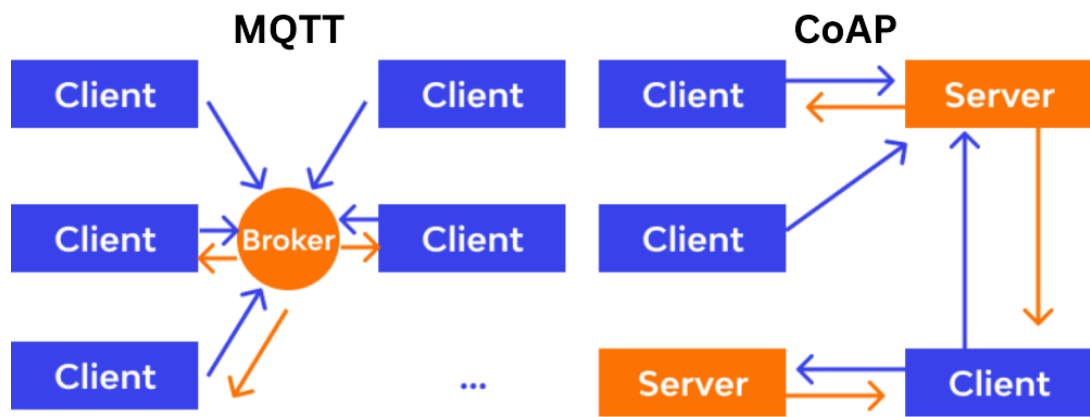 MQTT
Client
Client
Client
Broker
Client
Client
...
CoAP
Client
Server
Client
Server
Client